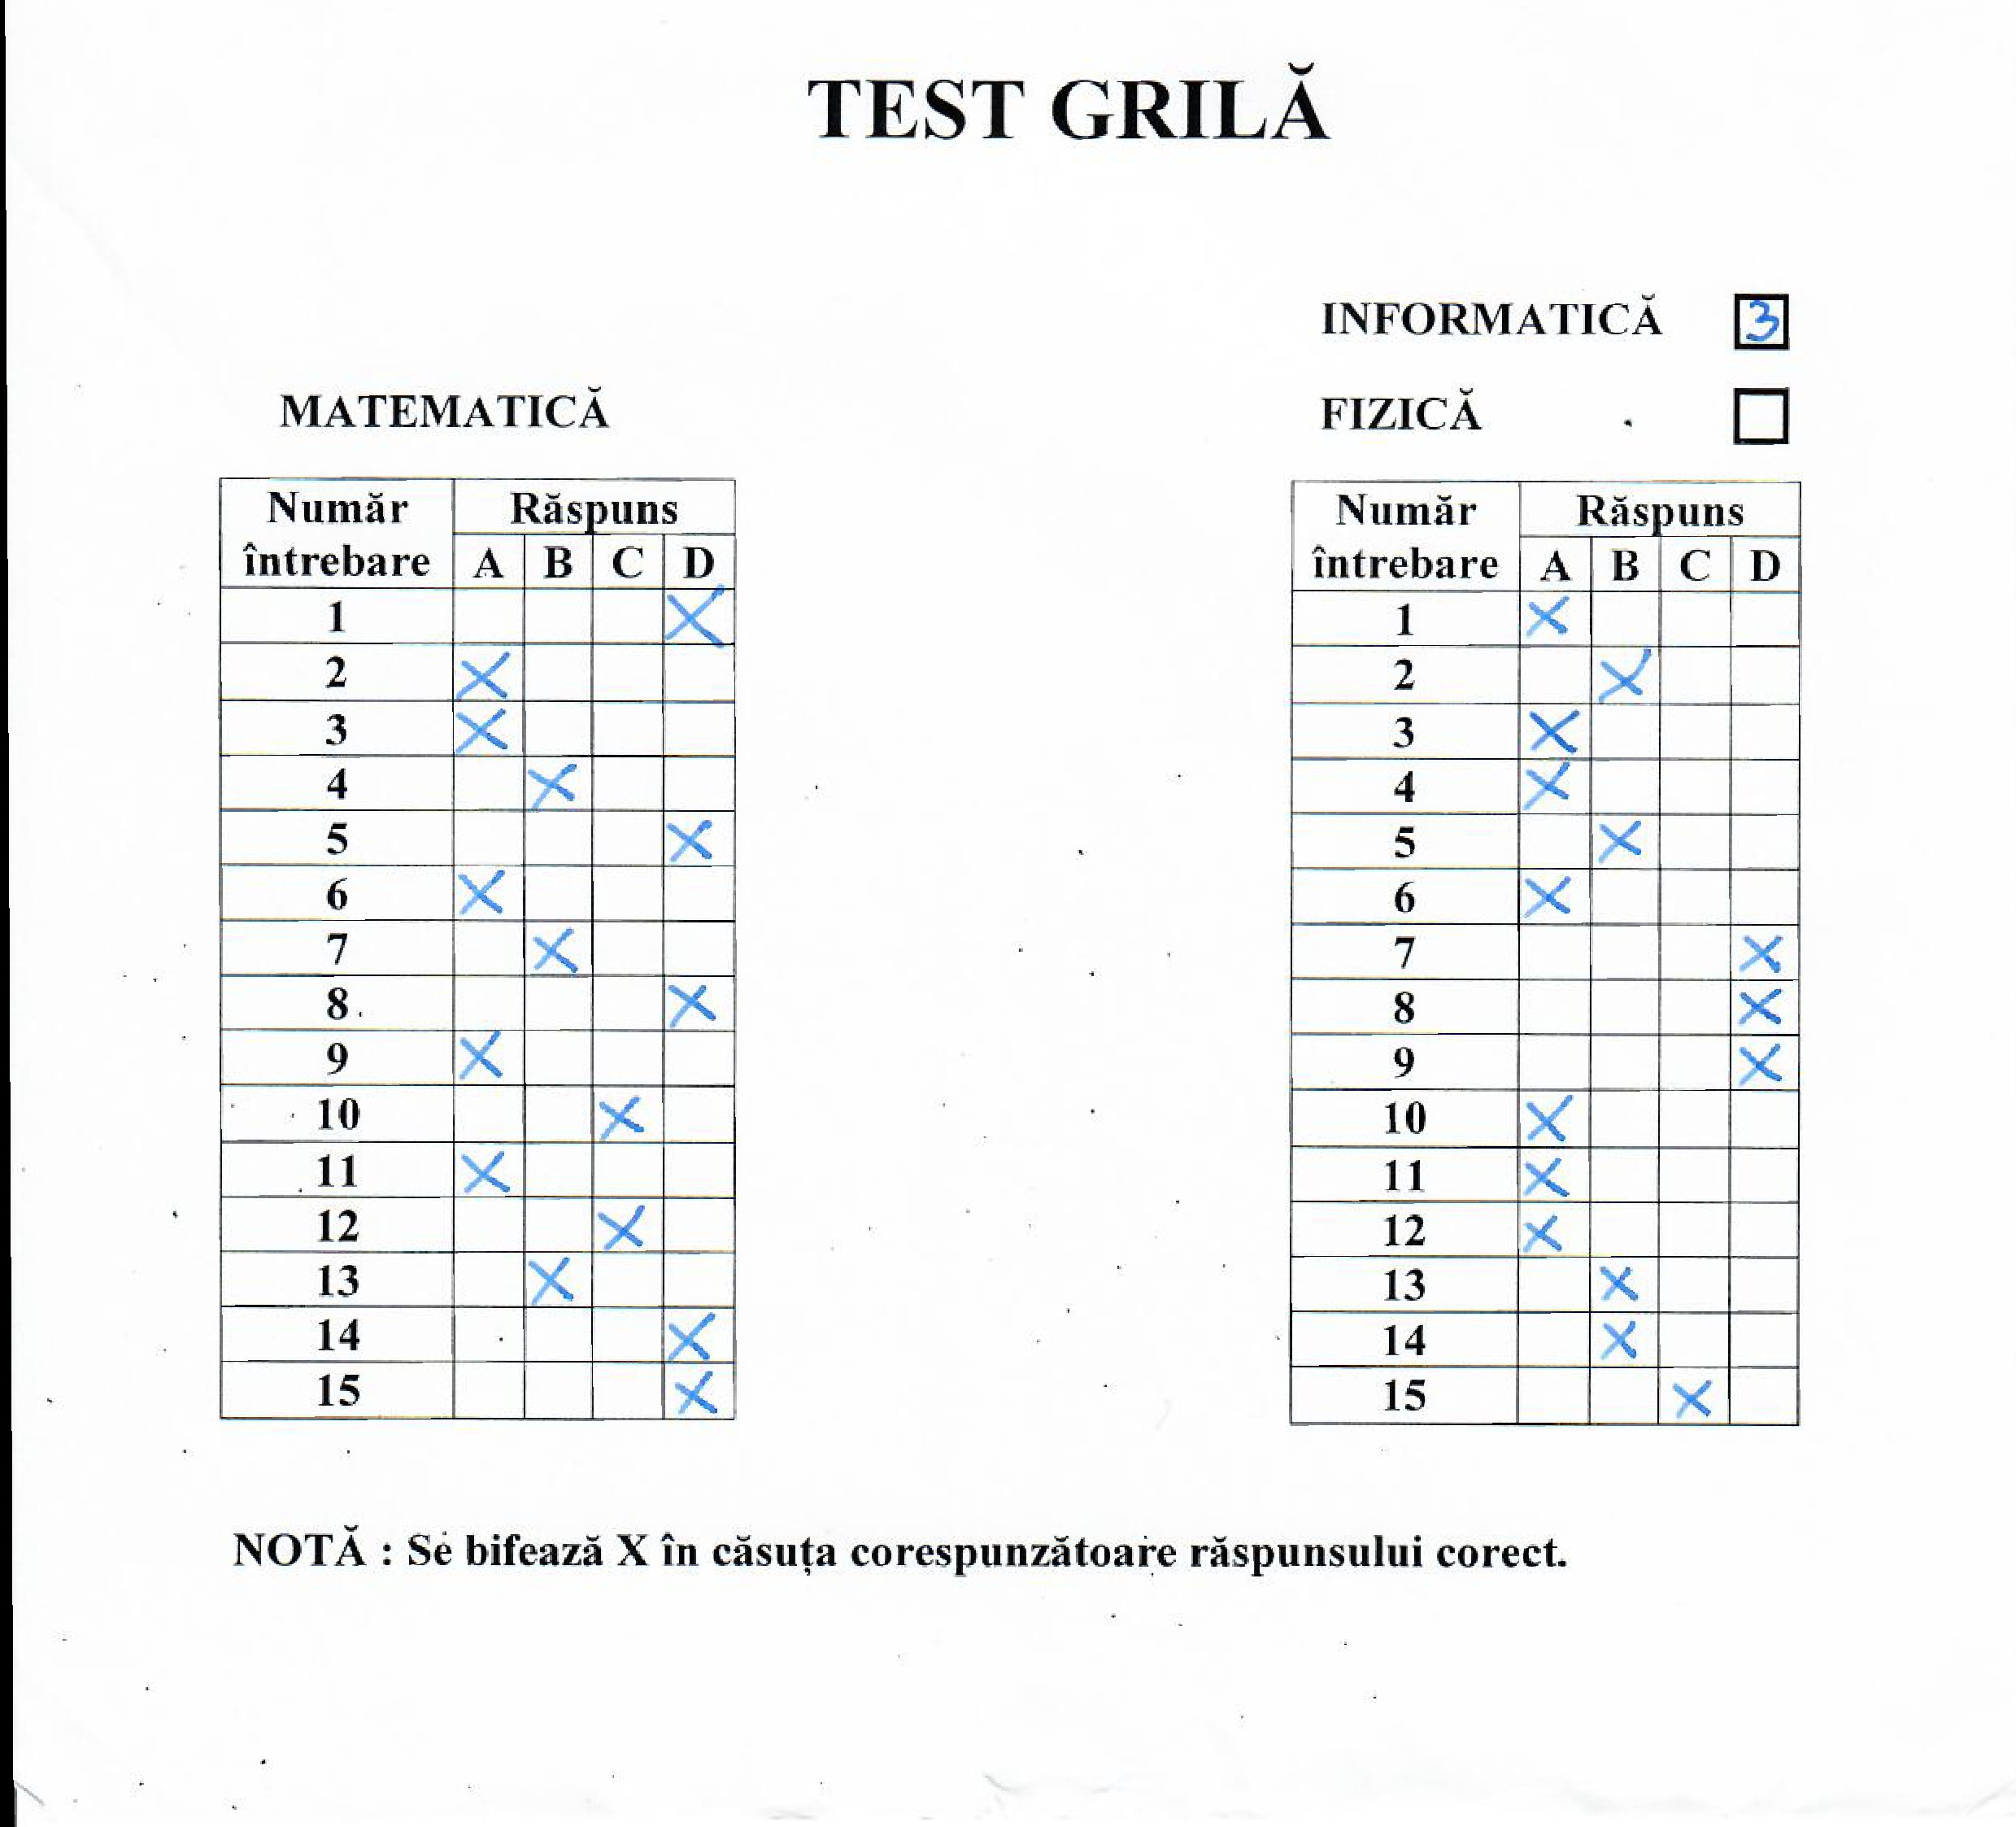 TEST GRILĂ
INFORMATICĂ 3
FIZICĂ
MATEMATICĂ
Număr întrebare Răspuns
A B C D
1 X
2 X
3 X
4 X
5 X
6 X
7 X
8 X
9 X
10 X
11 X
12 X
13 X
14 X
15 X
Număr întrebare Răspuns
A B C D
1 X
2 X
3 X
4 X
5 X
6 X
7 X
8 X
9 X
10 X
11 X
12 X
13 X
14 X
15 X
NOTĂ : Se bifează X în căsuța corespunzătoare răspunsului corect.